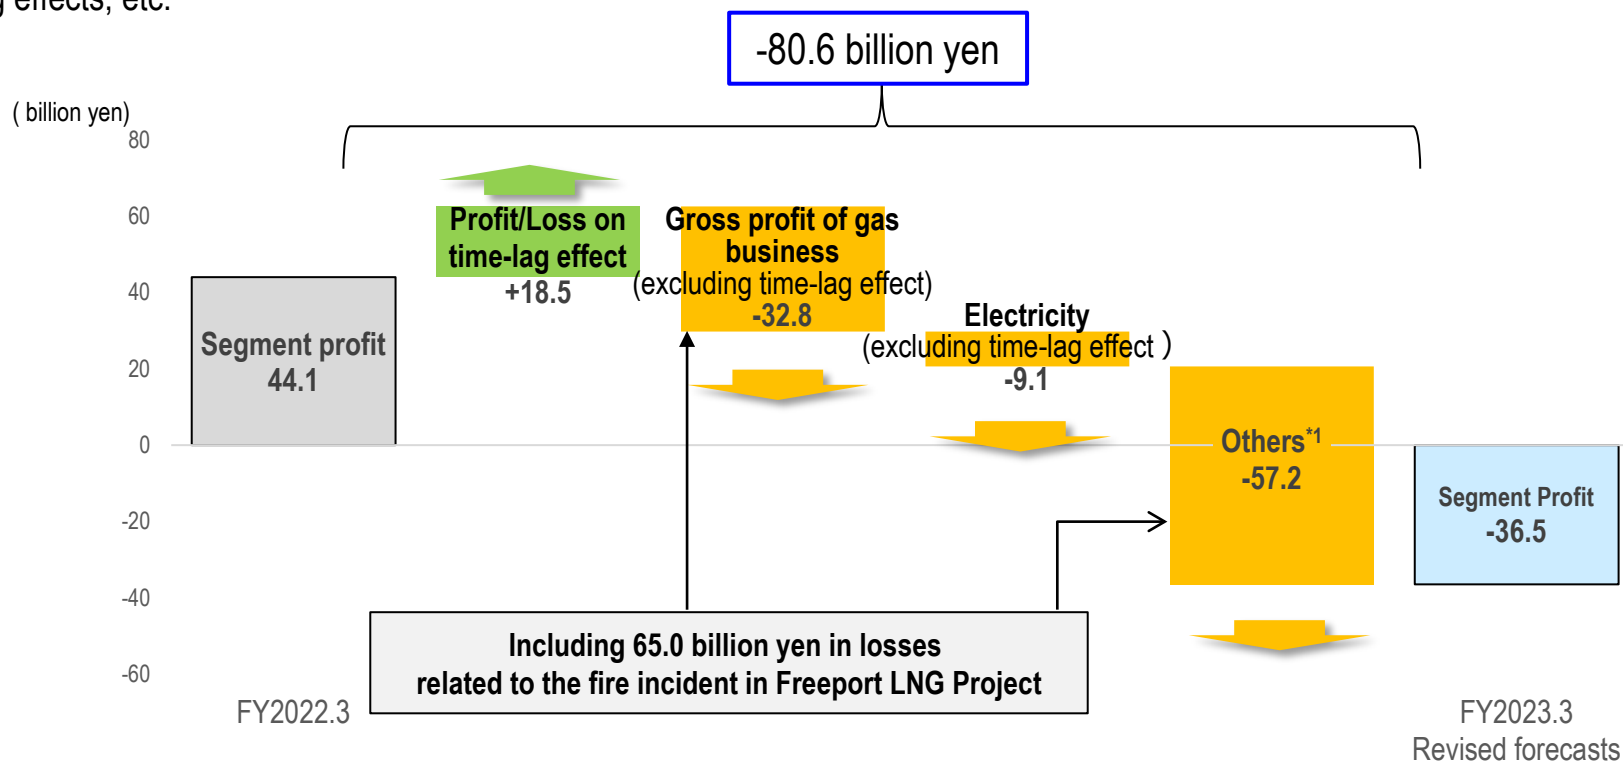 effects, etc.
-80.6 billion yen
( billion yen)
80
60
40
20
0
-20
-40
-60
Segment profit
44.1
Profit/Loss on
time-lag effect
+18.5
Gross profit of gas
business
(excluding time-lag effect)
-32.8
Electricity
(excluding time-lag effect ）
-9.1
Others*1
-57.2
Segment Profit
-36.5
Including 65.0 billion yen in losses
related to the fire incident in Freeport LNG Project
FY2022.3
FY2023.3
Revised forecasts